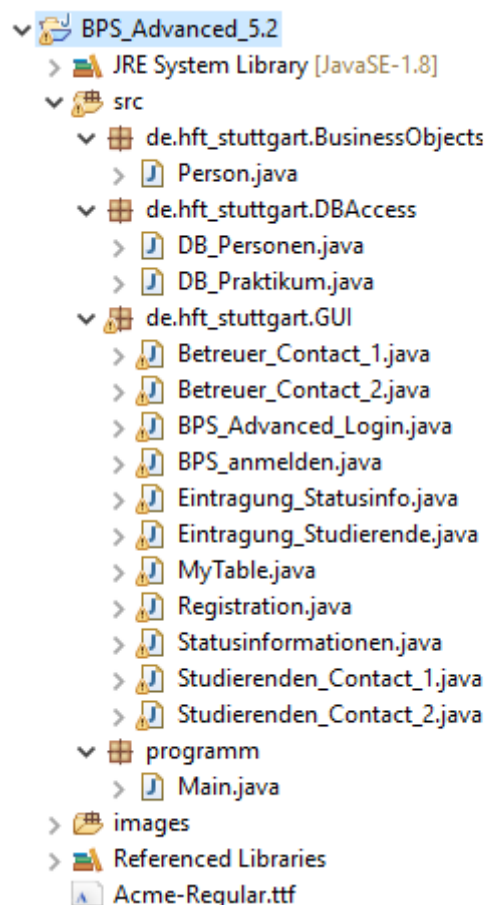 BPS_Advanced_5.2
JRE System Library [JavaSE-1.8]
src
de.hft_stuttgart.BusinessObjects
Person.java
de.hft_stuttgart.DBAccess
DB_Personen.java
DB_Praktikum.java
de.hft_stuttgart.GUI
Betreuer_Contact_1.java
Betreuer_Contact_2.java
BPS_Advanced_Login.java
BPS_anmelden.java
Eintragung_Statusinfo.java
Eintragung_Studierende.java
MyTable.java
Registration.java
Statusinformationen.java
Studierenden_Contact_1.java
Studierenden_Contact_2.java
programm
Main.java
images
Referenced Libraries
Acme-Regular.ttf